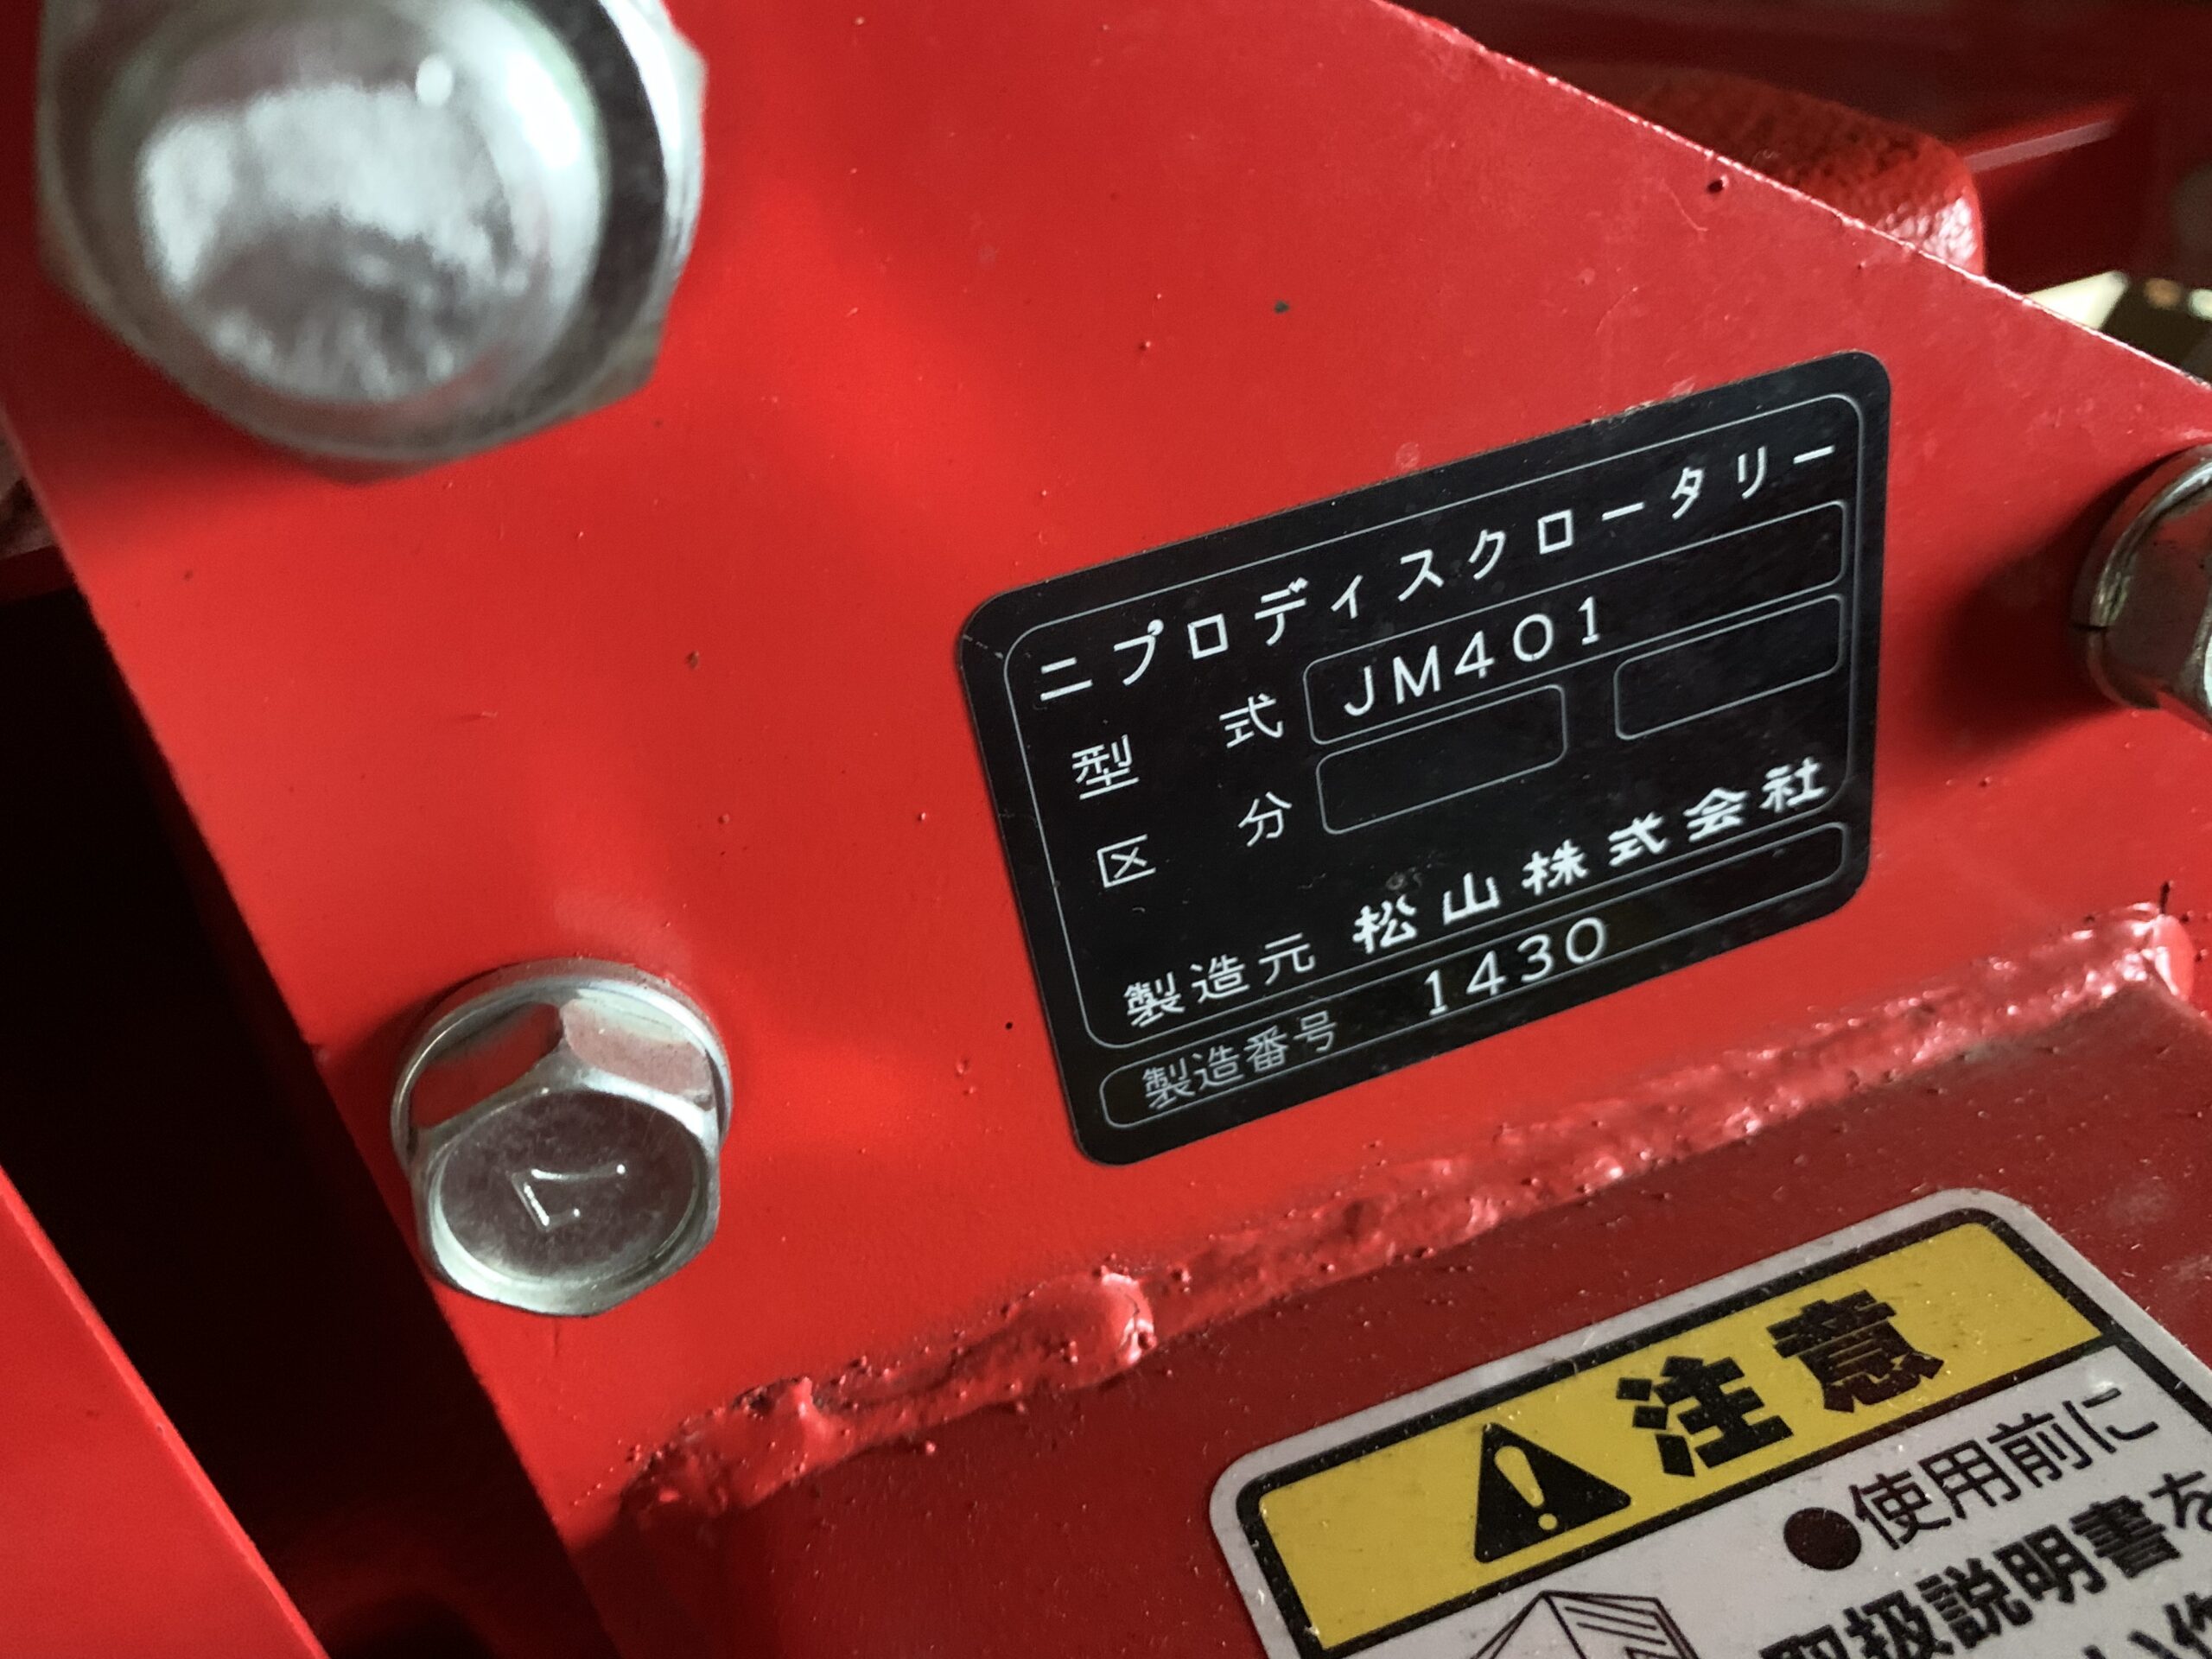 ニプロディスクロータリー
型式 JM401
区分
製造元 松山株式会社
製造番号 1430
注意
●使用前に
取扱説明書を